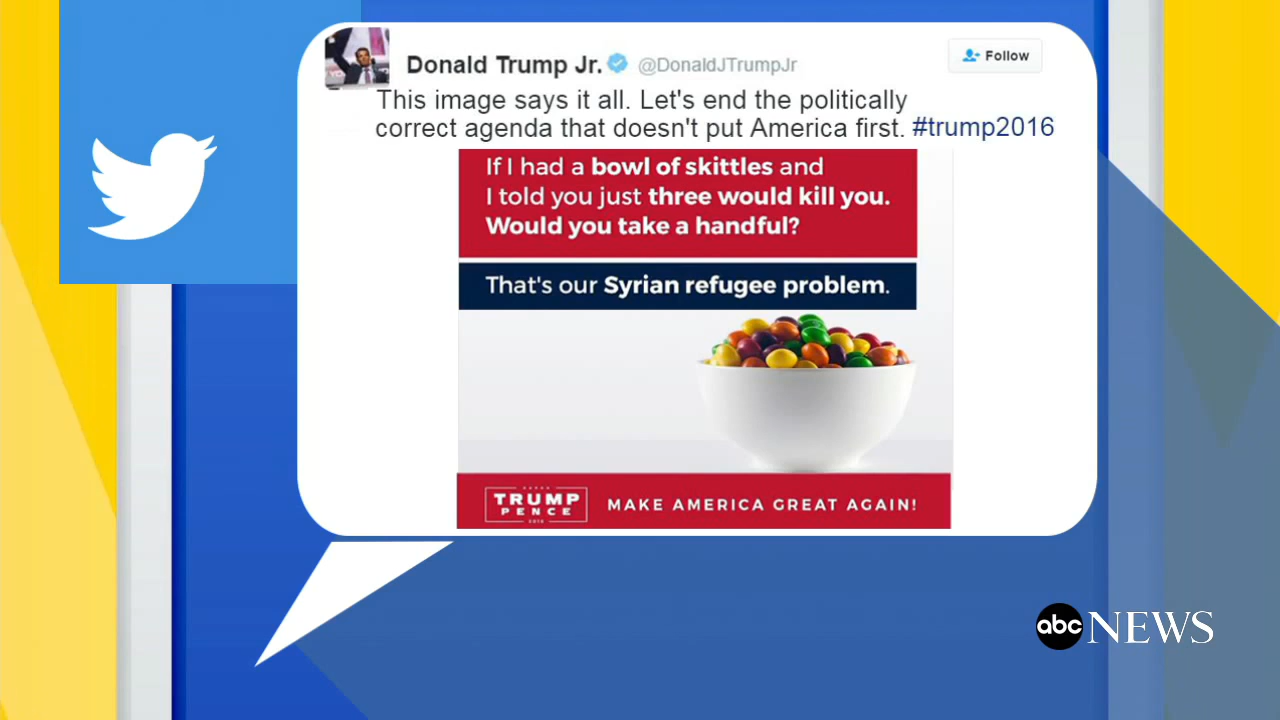 Donald Trump Jr. @DonaldJTrumpJr
Follow
This image says it all. Let's end the politically
correct agenda that doesn't put America first. #trump2016
If I had a bowl of skittles and
I told you just three would kill you.
Would you take a handful?
That's our Syrian refugee problem.
TRUMP
PENCE
2016
MAKE AMERICA GREAT AGAIN!
abc NEWS